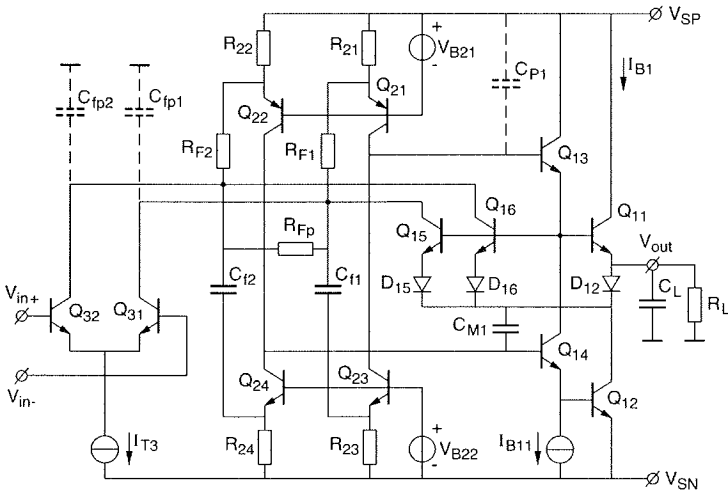 V_SP
R_22
R_21
V_B21
+
-
C_P1
I_B1
C_fp2
C_fp1
Q_22
Q_21
R_F2
R_F1
Q_13
Q_15
Q_16
Q_11
V_out
R_Fp
D_15
D_16
D_12
C_L
R_L
C_f2
C_f1
V_in+
Q_32
Q_31
C_M1
Q_14
V_in-
Q_24
Q_23
Q_12
I_T3
R_24
R_23
V_B22
+
-
I_B11
V_SN